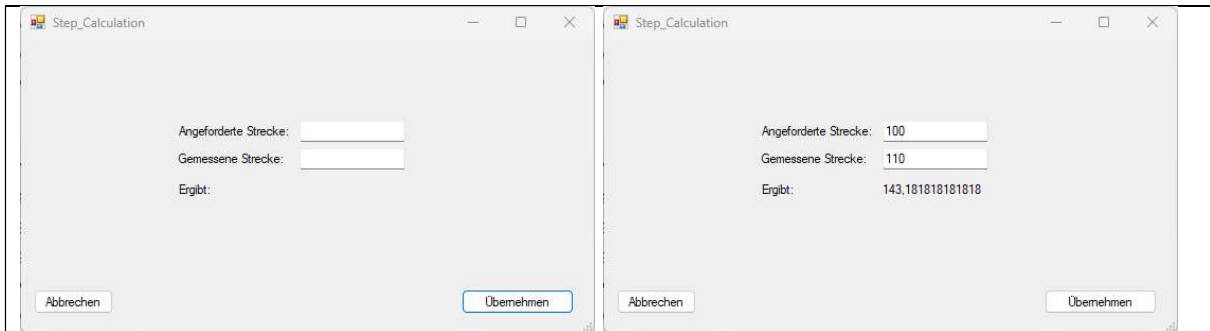 Step_Calculation
Angeforderte Strecke:
Gemessene Strecke:
Ergibt:
Abbrechen
Übernehmen
Step_Calculation
Angeforderte Strecke: 100
Gemessene Strecke: 110
Ergibt: 143,181818181818
Abbrechen
Übernehmen